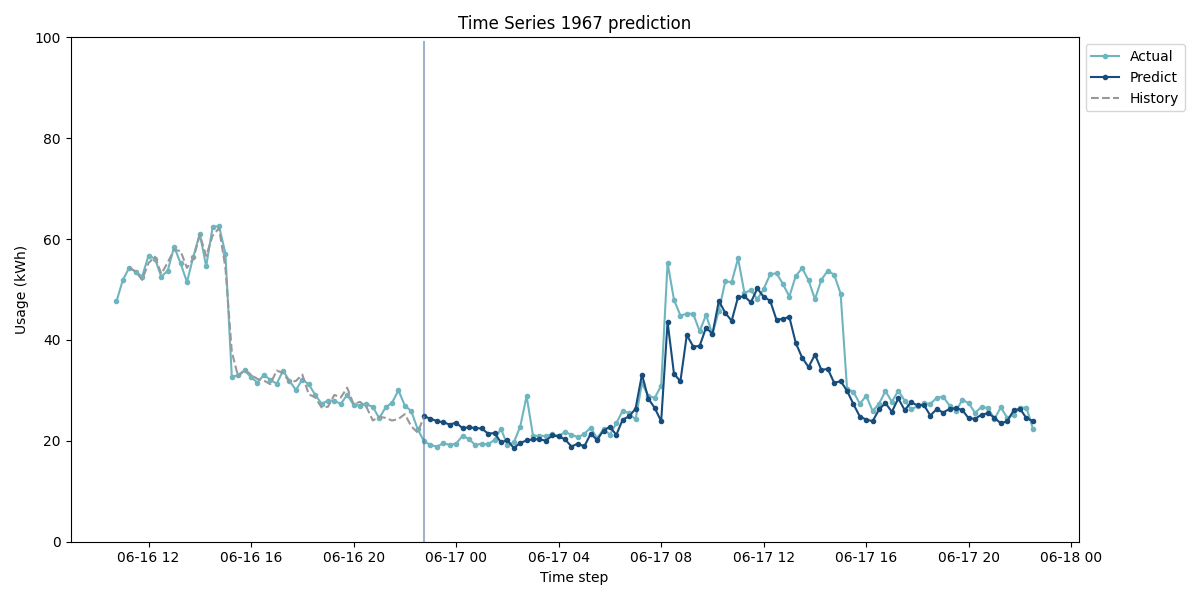 Time Series 1967 prediction
Usage (kWh)
100
80
60
40
20
0
06-16 12
06-16 16
06-16 20
06-17 00
06-17 04
06-17 08
06-17 12
06-17 16
06-17 20
06-18 00
Time step
Actual
Predict
History